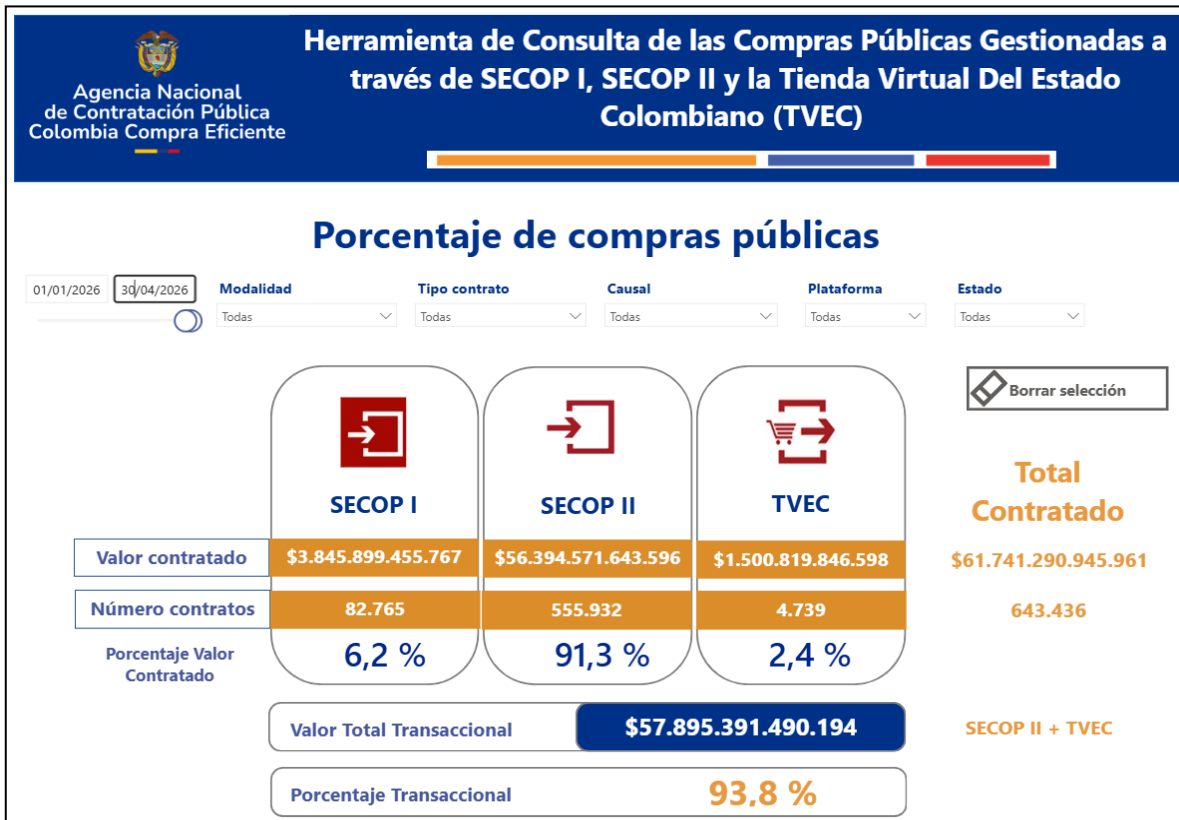 Agencia Nacional
de Contratación Pública
Colombia Compra Eficiente
Herramienta de Consulta de las Compras Públicas Gestionadas a
través de SECOP I, SECOP II y la Tienda Virtual Del Estado
Colombiano (TVEC)
Porcentaje de compras públicas
01/01/2026 30/04/2026
Modalidad Tipo contrato Causal Plataforma Estado
Todas Todas Todas Todas Todas
Borrar selección
SECOP I SECOP II TVEC
Total
Contratado
Valor contratado $3.845.899.455.767 $56.394.571.643.596 $1.500.819.846.598 $61.741.290.945.961
Número contratos 82.765 555.932 4.739 643.436
Porcentaje Valor
Contratado
6,2 % 91,3 % 2,4 %
Valor Total Transaccional $57.895.391.490.194 SECOP II + TVEC
Porcentaje Transaccional 93,8 %